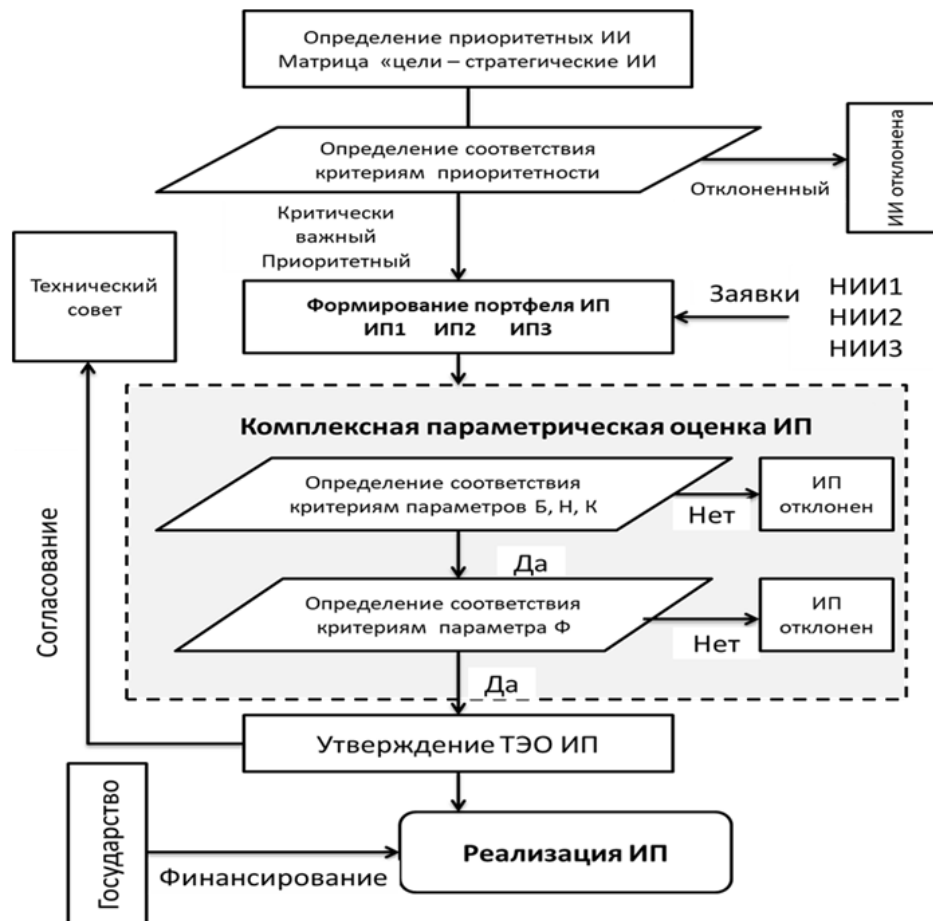 Определение приоритетных ИИ
Матрица «цели – стратегические ИИ
Определение соответствия
критериям приоритетности
Отклоненный
ИИ отклонена
Критически
важный
Приоритетный
Технический
совет
Формирование портфеля ИП
ИП1 ИП2 ИП3
Заявки
НИИ1
НИИ2
НИИ3
Комплексная параметрическая оценка ИП
Определение соответствия
критериям параметров Б, Н, К
Нет
ИП
отклонен
Да
Определение соответствия
критериям параметра Ф
Нет
ИП
отклонен
Да
Согласование
Утверждение ТЭО ИП
Государство
Финансирование
Реализация ИП